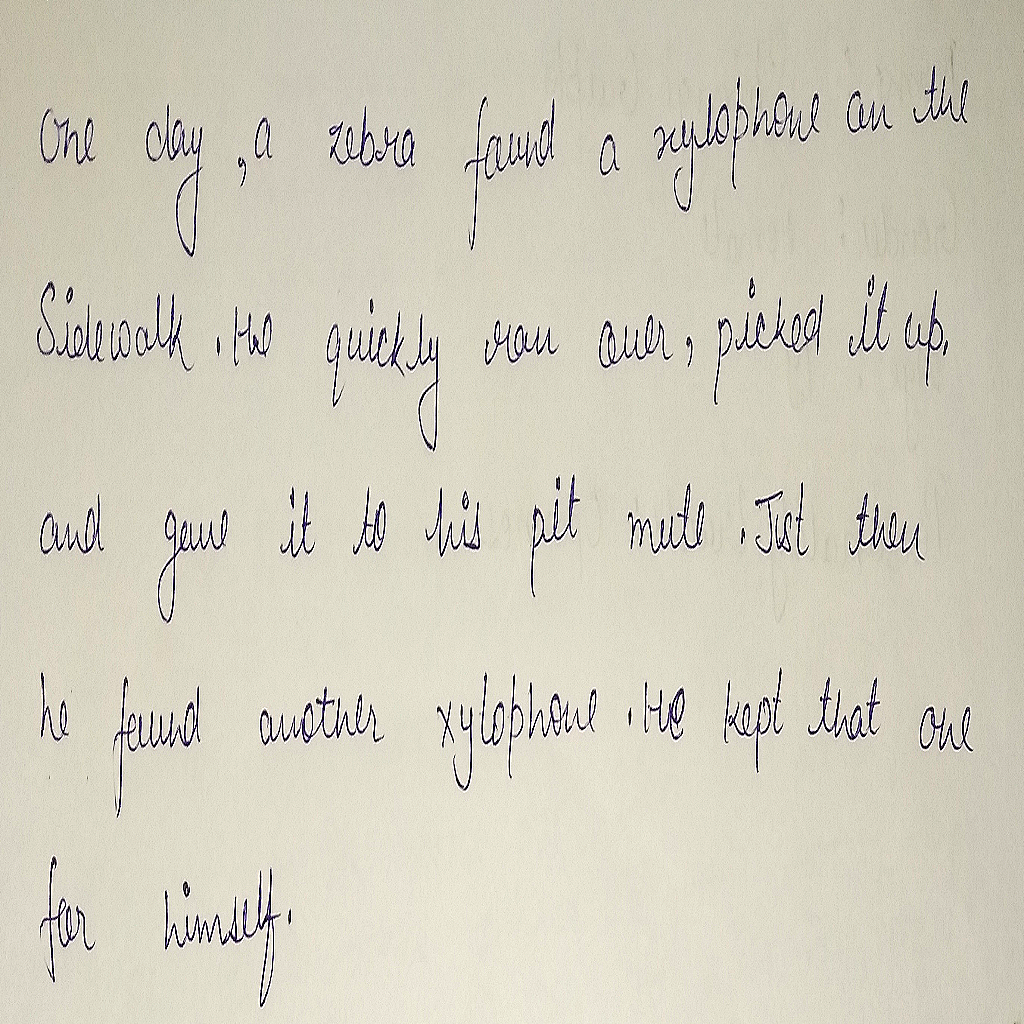 One day , a zebra found a xylophone on the
Sidewalk . He quickly ran over , picked it up,
and gave it to his pit mule . Just then
he found another xylophone . He kept that one
for himself.